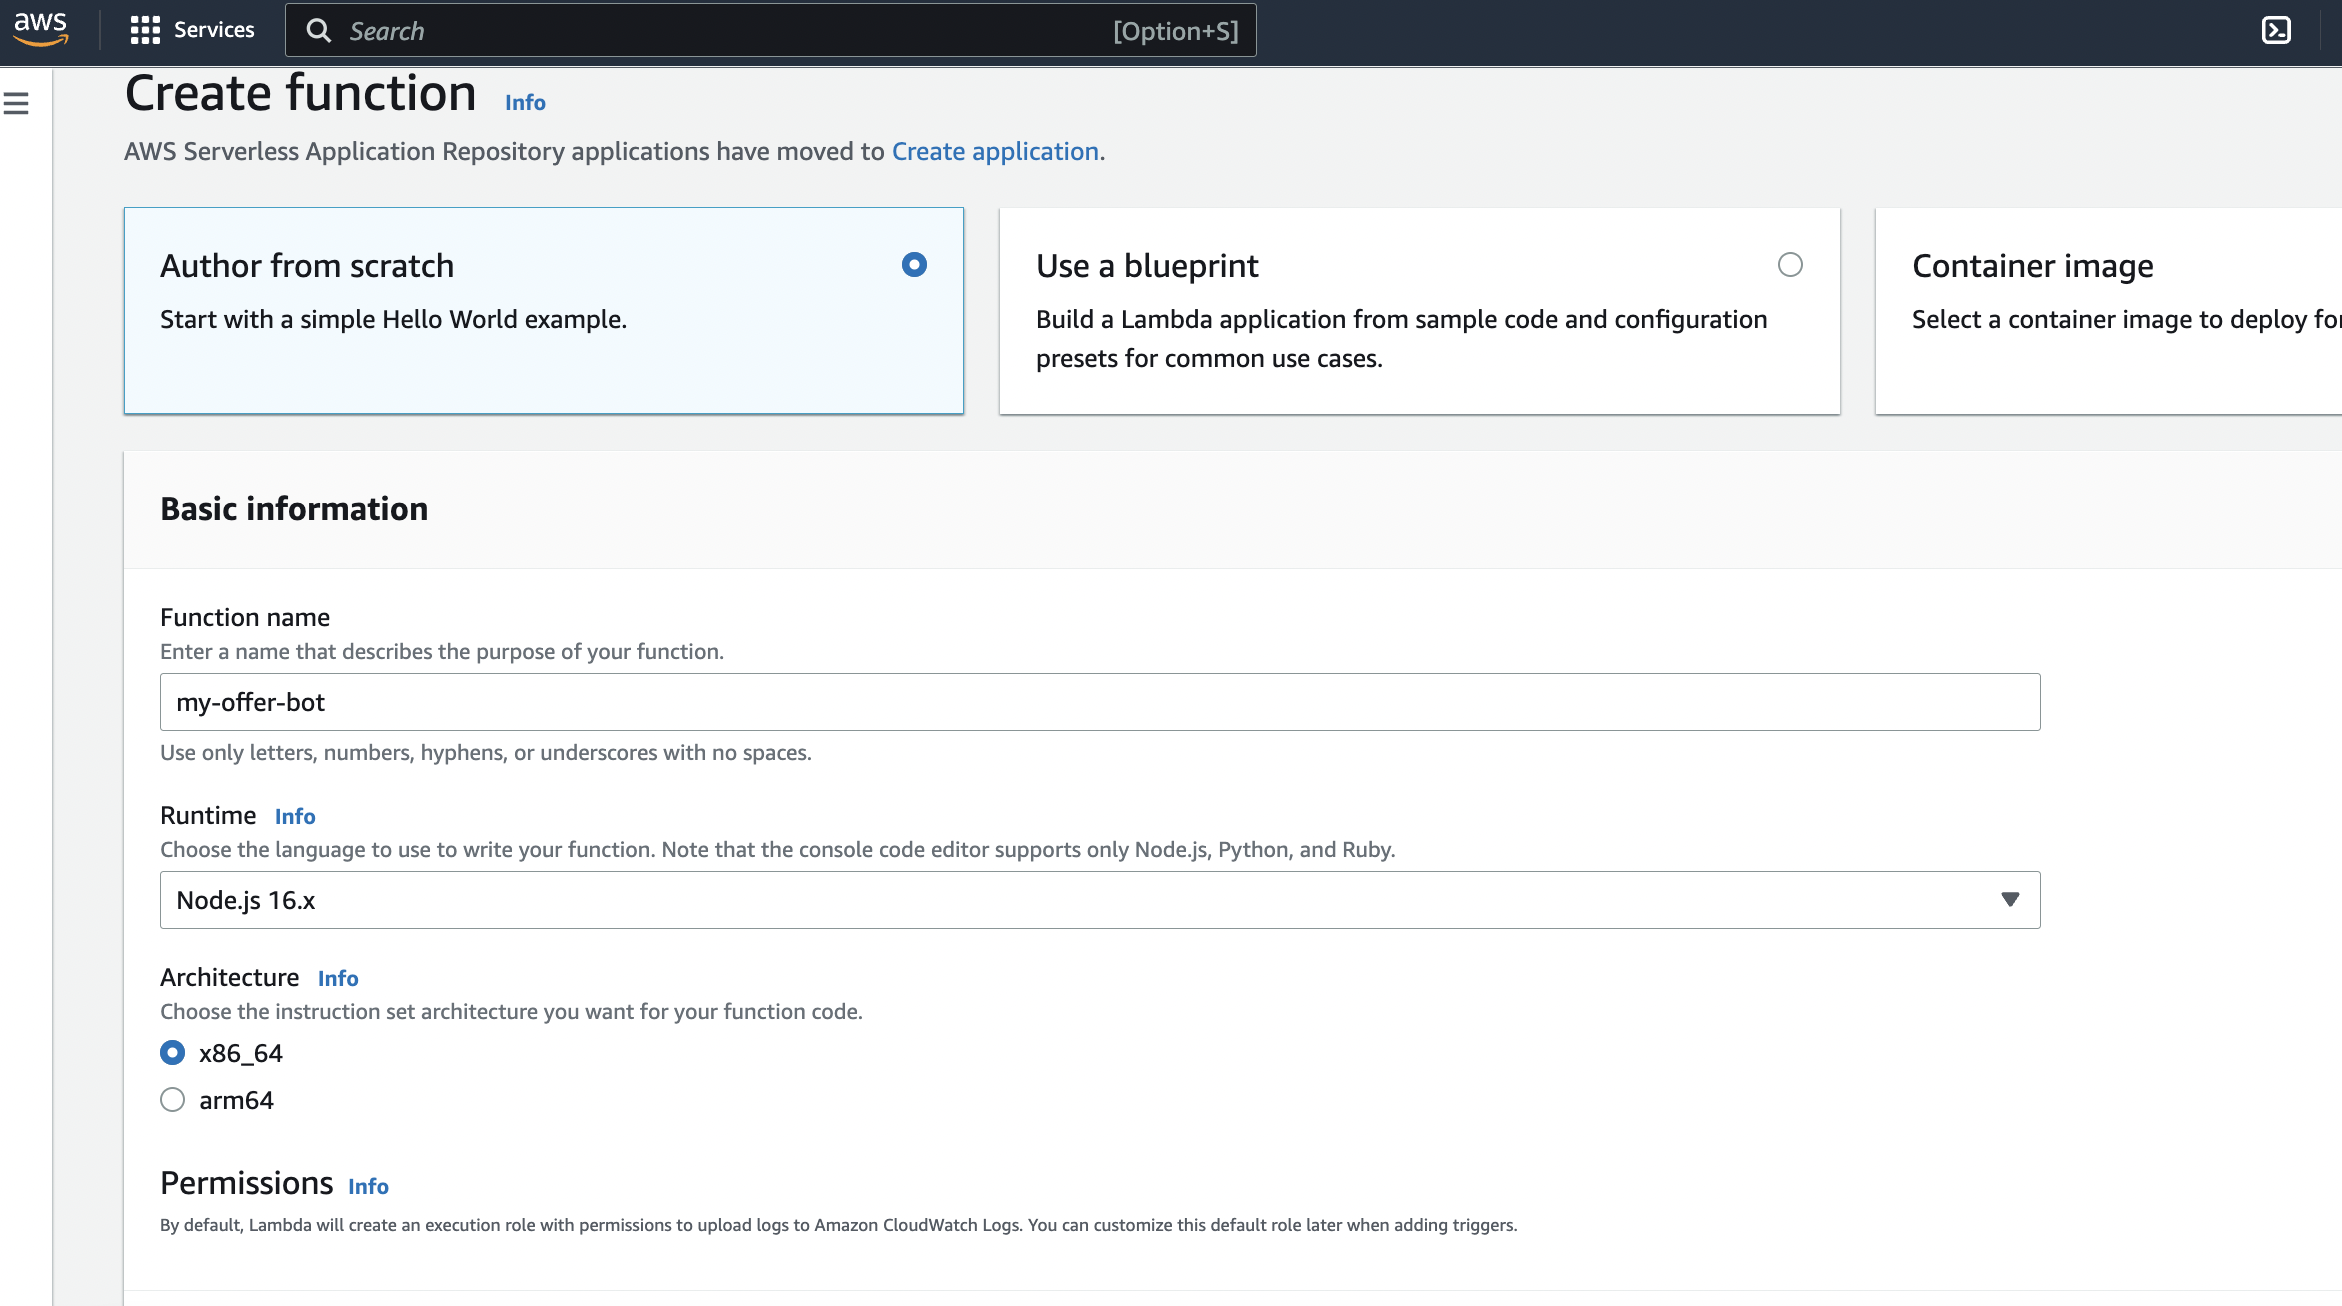 aws
Services
Search
[Option+S]
Create function Info
AWS Serverless Application Repository applications have moved to Create application.
Author from scratch
Start with a simple Hello World example.
Use a blueprint
Build a Lambda application from sample code and configuration
presets for common use cases.
Container image
Select a container image to deploy for
Basic information
Function name
Enter a name that describes the purpose of your function.
my-offer-bot
Use only letters, numbers, hyphens, or underscores with no spaces.
Runtime Info
Choose the language to use to write your function. Note that the console code editor supports only Node.js, Python, and Ruby.
Node.js 16.x
Architecture Info
Choose the instruction set architecture you want for your function code.
x86_64
arm64
Permissions Info
By default, Lambda will create an execution role with permissions to upload logs to Amazon CloudWatch Logs. You can customize this default role later when adding triggers.